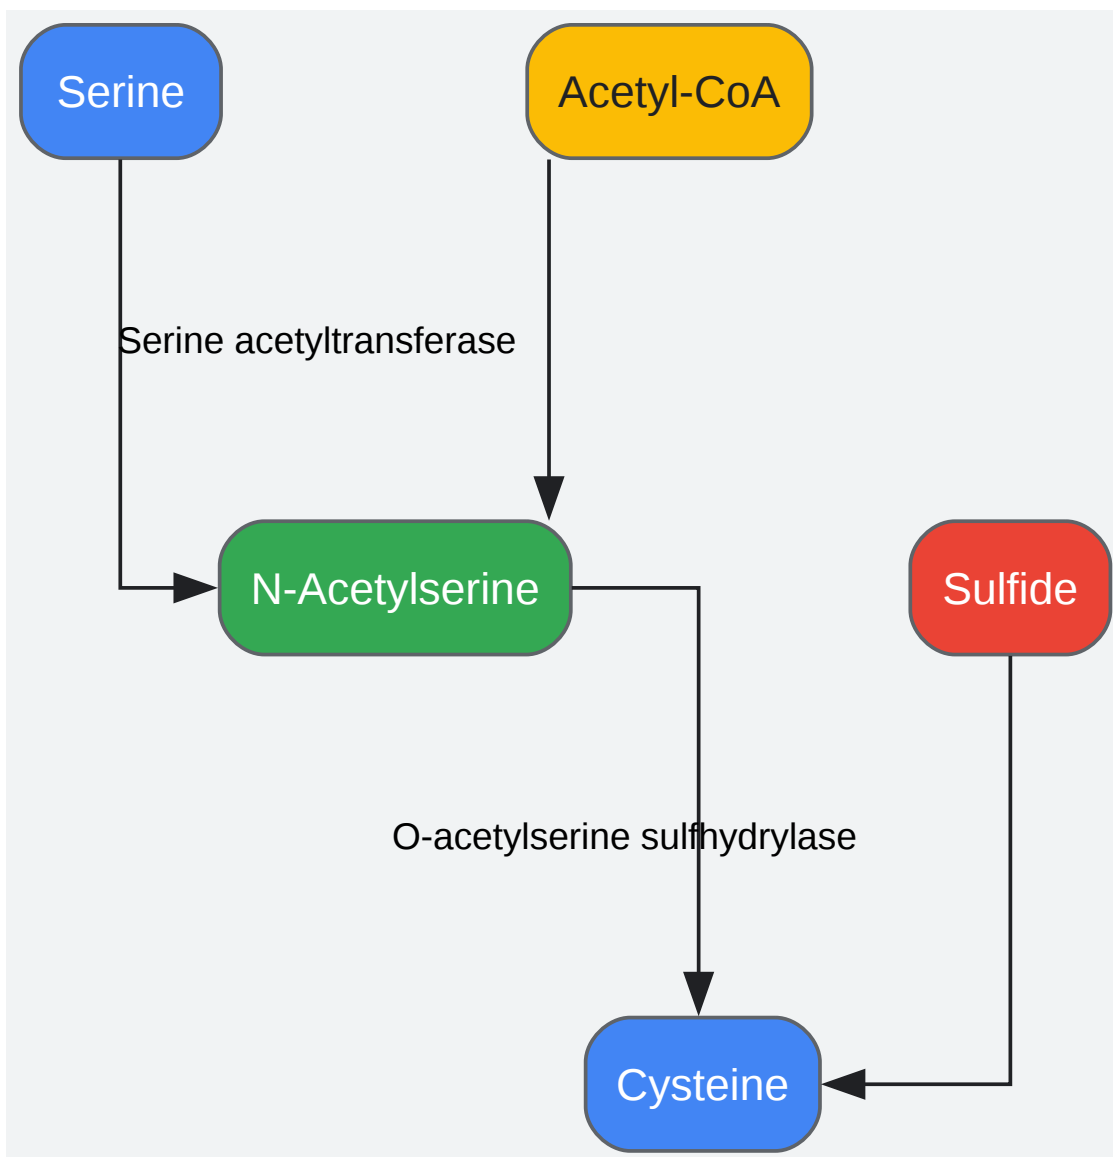 Serine
Acetyl-CoA
Serine acetyltransferase
N-Acetylserine
Sulfide
O-acetylserine sulfhydrylase
Cysteine